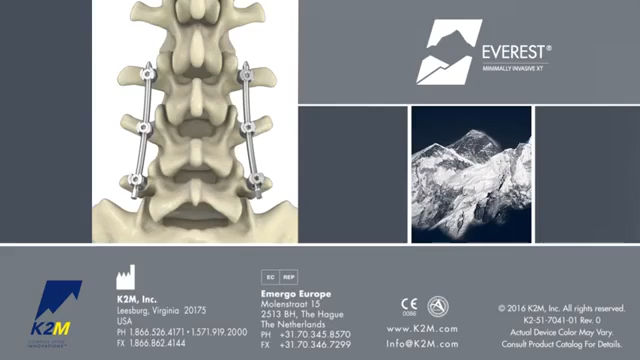 EVEREST®
MINIMALLY INVASIVE XT
K2M
COMPLEX SPINE
INNOVATIONS™
K2M, Inc.
Leesburg, Virginia 20175
USA
PH 1.866.526.4171 • 1.571.919.2000
FX 1.866.862.4144
EC REP
Emergo Europe
Molenstraat 15
2513 BH, The Hague
The Netherlands
PH +31.70.345.8570
FX +31.70.346.7299
CE
0086
www.K2M.com
Info@K2M.com
© 2016 K2M, Inc. All rights reserved.
K2-51-7041-01 Rev. 0
Actual Device Color May Vary.
Consult Product Catalog For Details.